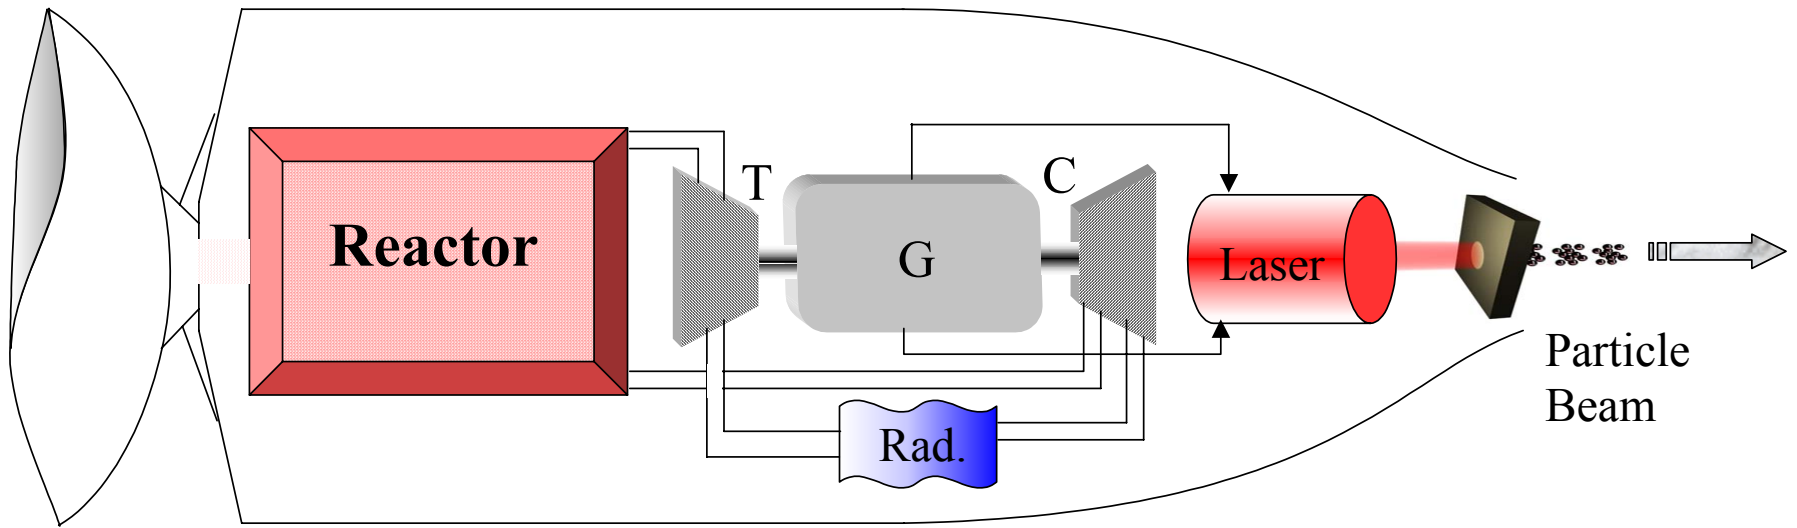 Reactor
T
G
C
Laser
Rad.
Particle
Beam